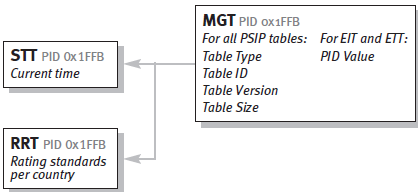 MGT PID 0x1FFB
For all PSIP tables: For EIT and ETT:
Table Type PID Value
Table ID
Table Version
Table Size
STT PID 0x1FFB
Current time
RRT PID 0x1FFB
Rating standards
per country